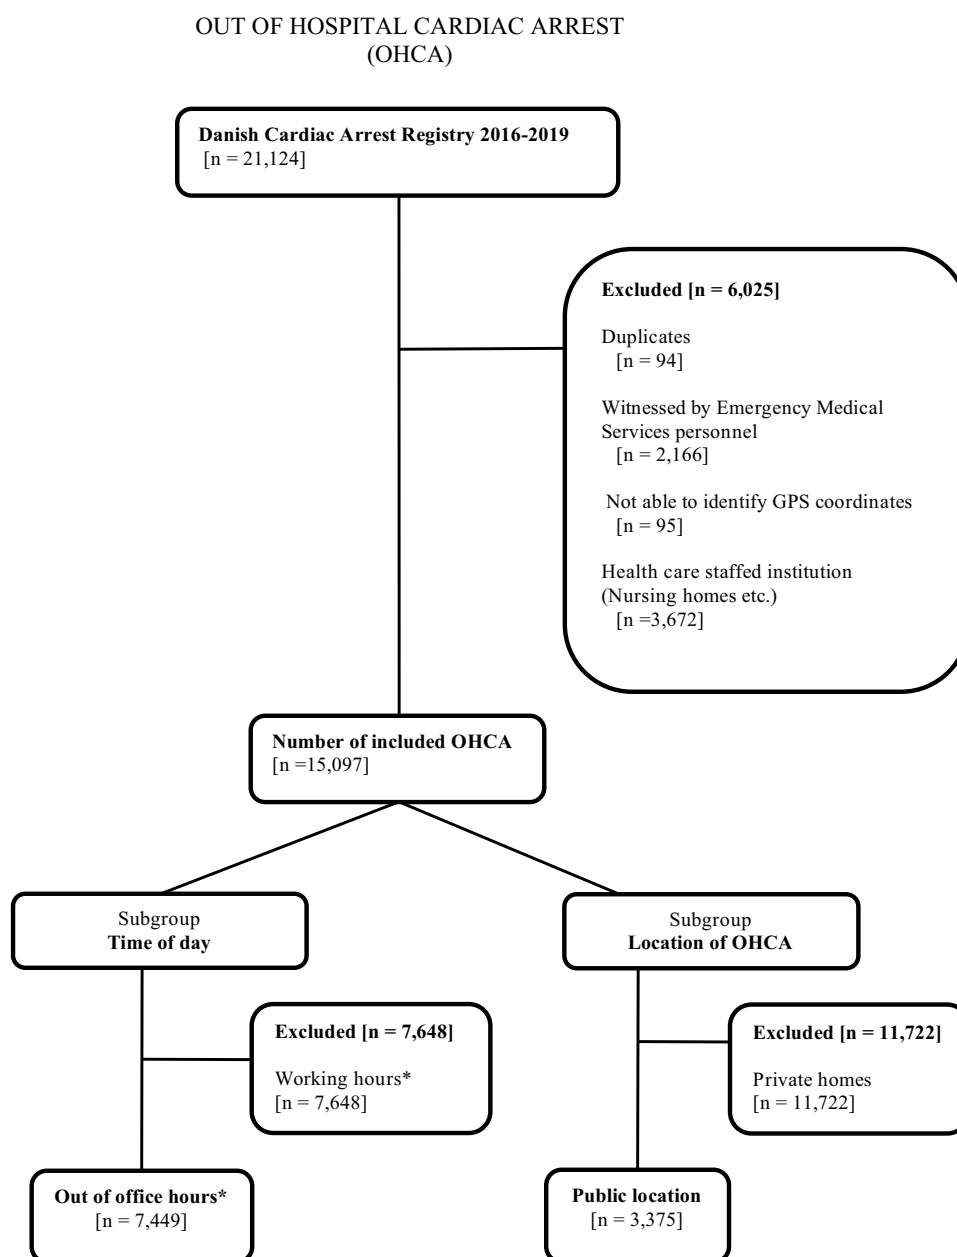 OUT OF HOSPITAL CARDIAC ARREST
(OHCA)
Danish Cardiac Arrest Registry 2016-2019
[n = 21,124]
Excluded [n = 6,025]
Duplicates
[n = 94]
Witnessed by Emergency Medical
Services personnel
[n = 2,166]
Not able to identify GPS coordinates
[n = 95]
Health care staffed institution
(Nursing homes etc.)
[n =3,672]
Number of included OHCA
[n =15,097]
Subgroup
Time of day
Subgroup
Location of OHCA
Excluded [n = 7,648]
Working hours*
[n = 7,648]
Excluded [n = 11,722]
Private homes
[n = 11,722]
Out of office hours*
[n = 7,449]
Public location
[n = 3,375]